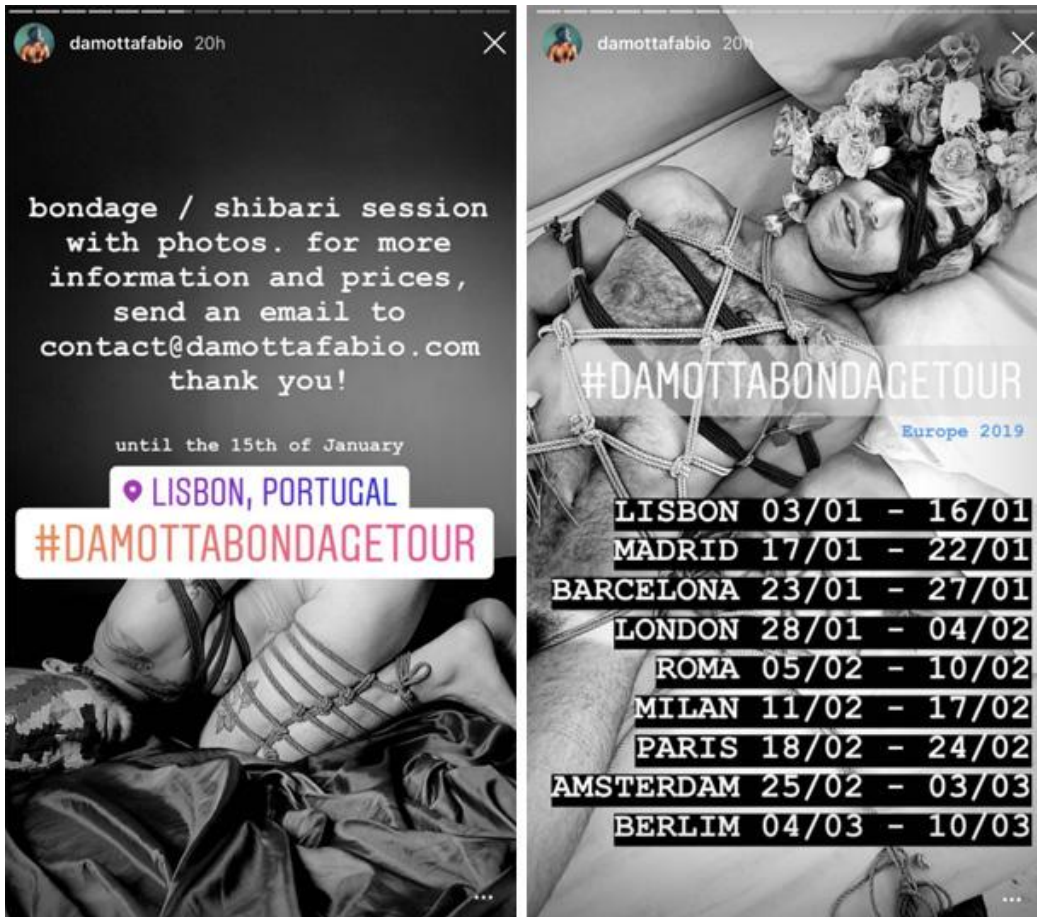 damottafabio 20h
bondage / shibari session
with photos. for more
information and prices,
send an email to
contact@damottafabio.com
thank you!
until the 15th of January
LISBON, PORTUGAL
#DAMOTTABONDAGETOUR
damottafabio 20h
#DAMOTTABONDAGETOUR
Europe 2019
LISBON 03/01 - 16/01
MADRID 17/01 - 22/01
BARCELONA 23/01 - 27/01
LONDON 28/01 - 04/02
ROMA 05/02 - 10/02
MILAN 11/02 - 17/02
PARIS 18/02 - 24/02
AMSTERDAM 25/02 - 03/03
BERLIM 04/03 - 10/03